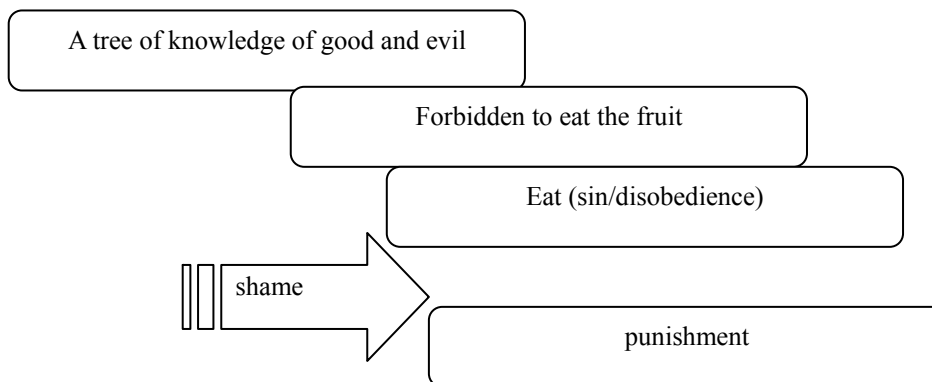 A tree of knowledge of good and evil
Forbidden to eat the fruit
Eat (sin/disobedience)
shame
punishment